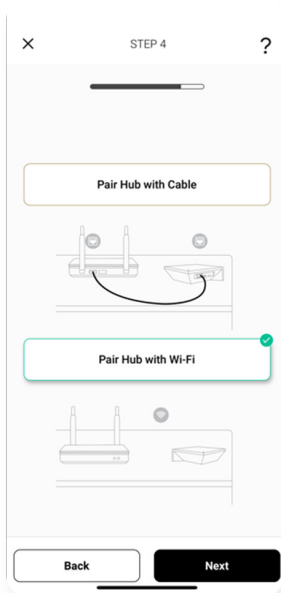 STEP 4
?
Pair Hub with Cable
Pair Hub with Wi-Fi
Back
Next